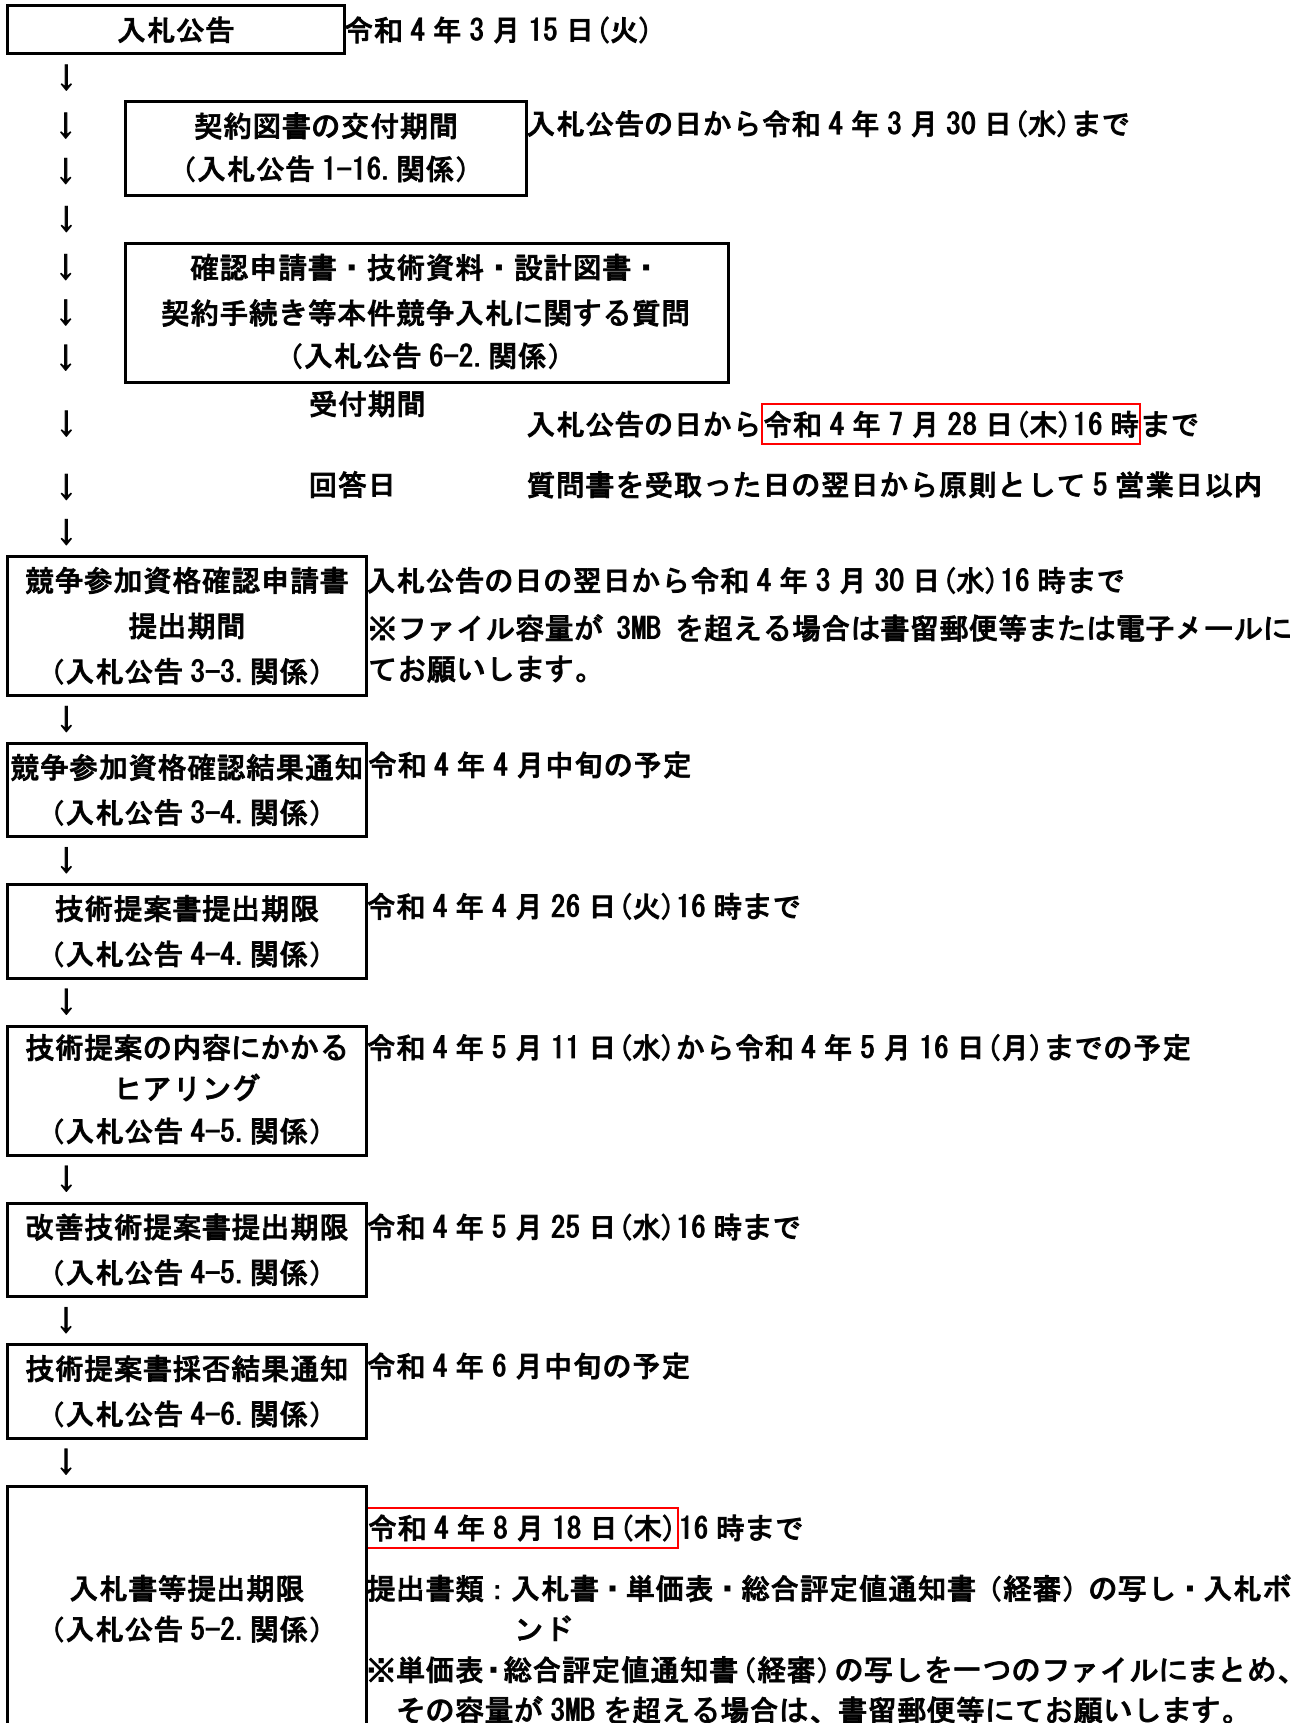 入札公告 令和4年3月15日(火)
↓
↓ 契約図書の交付期間 入札公告の日から令和4年3月30日(水)まで
↓ (入札公告1-16.関係)
↓
↓ 確認申請書・技術資料・設計図書・
↓ 契約手続き等本件競争入札に関する質問
↓ (入札公告6-2.関係)
受付期間
↓ 入札公告の日から令和4年7月28日(木)16時まで
↓ 回答日 質問書を受取った日の翌日から原則として5営業日以内
↓
競争参加資格確認申請書 入札公告の日の翌日から令和4年3月30日(水)16時まで
提出期間 ※ファイル容量が 3MB を超える場合は書留郵便等または電子メールに
(入札公告3-3.関係) てお願いします。
↓
競争参加資格確認結果通知 令和4年4月中旬の予定
(入札公告3-4.関係)
↓
技術提案書提出期限 令和4年4月26日(火)16時まで
(入札公告4-4.関係)
↓
技術提案の内容にかかる 令和4年5月11日(水)から令和4年5月16日(月)までの予定
ヒアリング
(入札公告4-5.関係)
↓
改善技術提案書提出期限 令和4年5月25日(水)16時まで
(入札公告4-5.関係)
↓
技術提案書採否結果通知 令和4年6月中旬の予定
(入札公告4-6.関係)
↓
令和4年8月18日(木)16時まで
入札書等提出期限 提出書類：入札書・単価表・総合評定値通知書（経審）の写し・入札ボ
(入札公告5-2.関係) ンド
※単価表・総合評定値通知書(経審)の写しを一つのファイルにまとめ、
その容量が3MBを超える場合は、書留郵便等にてお願いします。